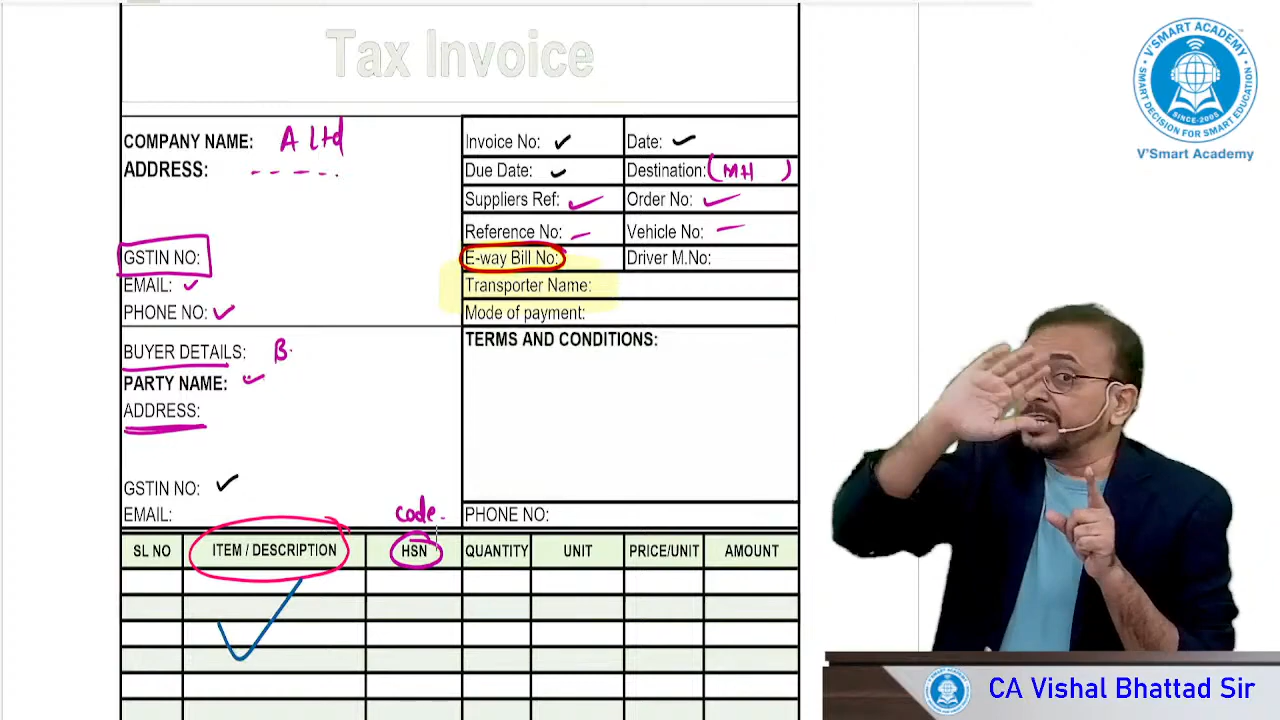 Tax Invoice
COMPANY NAME: A Ltd
ADDRESS:
GSTIN NO:
EMAIL:
PHONE NO:
Invoice No:
Date:
Due Date:
Destination: (MH )
Suppliers Ref:
Order No:
Reference No:
Vehicle No:
E-way Bill No:
Driver M.No:
Transporter Name:
Mode of payment:
BUYER DETAILS: B
PARTY NAME:
ADDRESS:
GSTIN NO:
EMAIL:
TERMS AND CONDITIONS:
PHONE NO:
code.
SL NO ITEM / DESCRIPTION HSN QUANTITY UNIT PRICE/UNIT AMOUNT
V'SMART ACADEMY
SMART DECISION FOR SMART EDUCATION
SINCE-2005
V'Smart Academy
CA Vishal Bhattad Sir